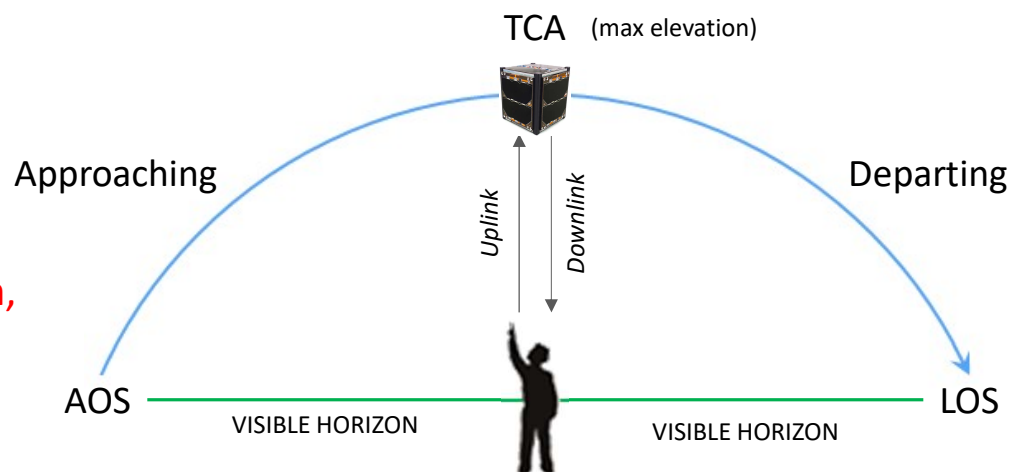 TCA (max elevation)
Approaching
Departing
Uplink
Downlink
AOS
LOS
VISIBLE HORIZON
VISIBLE HORIZON